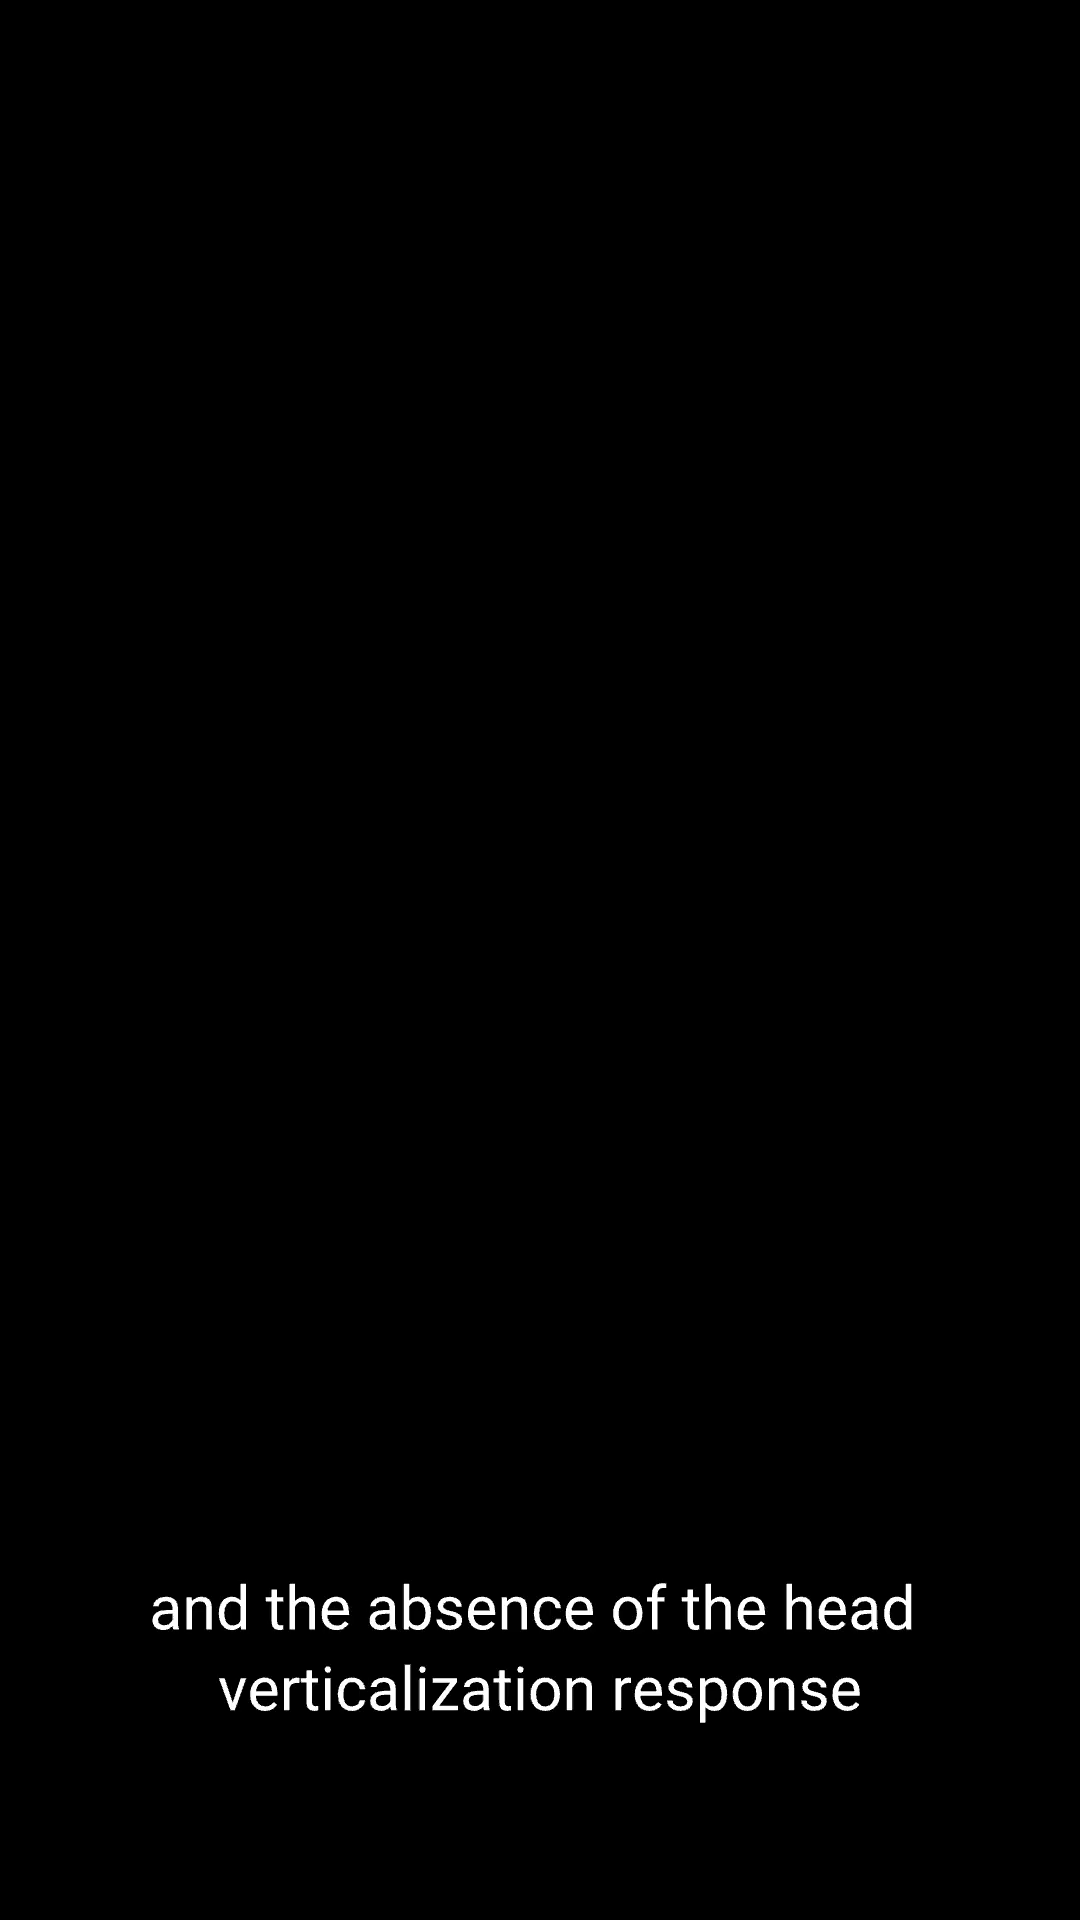 and the absence of the head
verticalization response